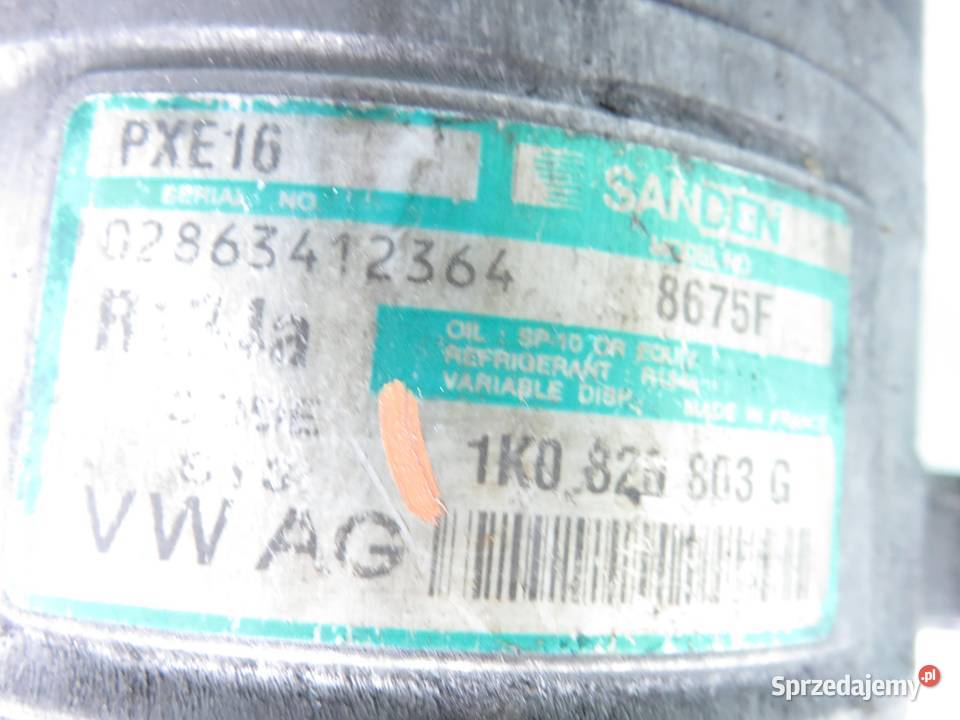 PXE16
SANDEN
SERIAL NO
MODEL NO
02863412364
8675F
OIL : SP-10 OR EQUIV.
REFRIGERANT :
VARIABLE DISP.
MADE IN FRANCE
1K0 820 803 G
VW AG
Sprzedajemy.pl